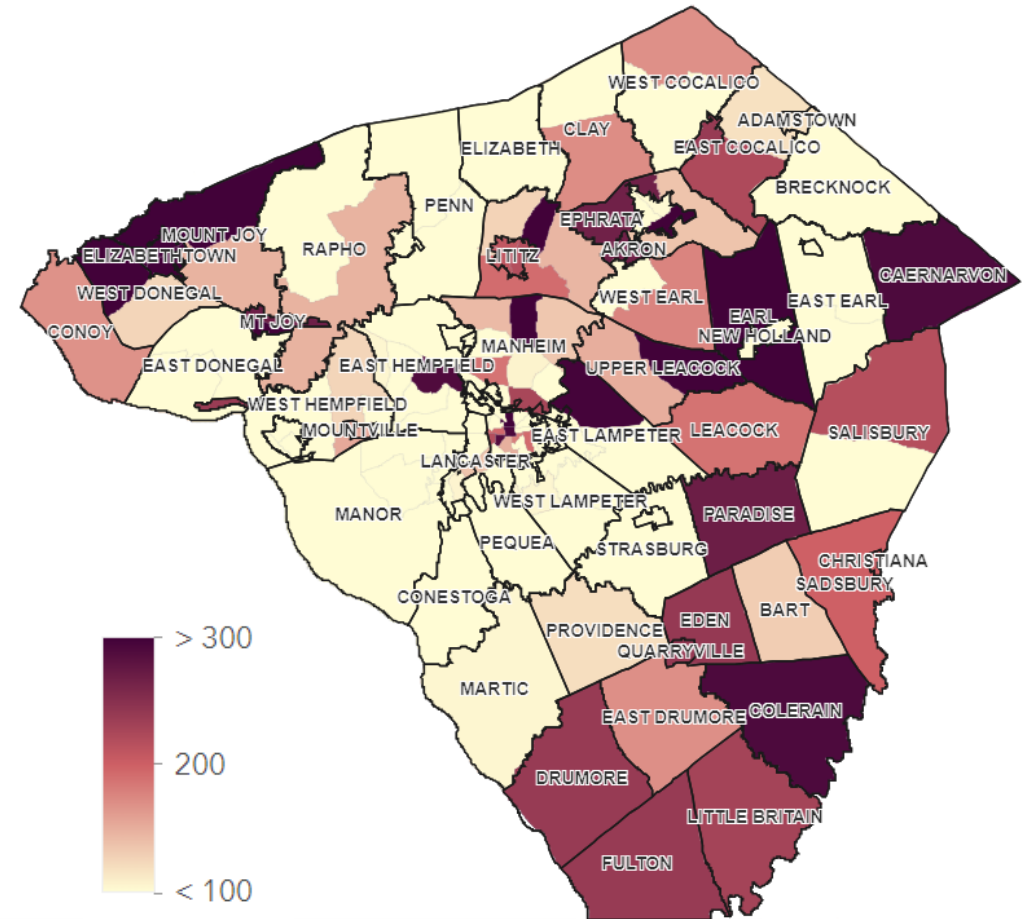 WEST COCALICO
ADAMSTOWN
CLAY
ELIZABETH
EAST COCALICO
BRECKNOCK
PENN
EPHRATA
MOUNT JOY
RAPHO
AKRON
ELIZABETHTOWN
LITITZ
CAERNARVON
WEST DONEGAL
WEST EARL
EAST EARL
EARL
CONOY
MT JOY
NEW HOLLAND
MANHEIM
EAST DONEGAL
EAST HEMPFIELD
UPPER LEACOCK
WEST HEMPFIELD
MOUNTVILLE
EAST LAMPETER
LEACOCK
SALISBURY
LANCASTER
WEST LAMPETER
MANOR
PARADISE
PEQUEA
STRASBURG
CHRISTIANA
SADSBURY
CONESTOGA
BART
EDEN
PROVIDENCE
QUARRYVILLE
MARTIC
EAST DRUMORE
COLERAIN
DRUMORE
LITTLE BRITAIN
FULTON
> 300
200
< 100